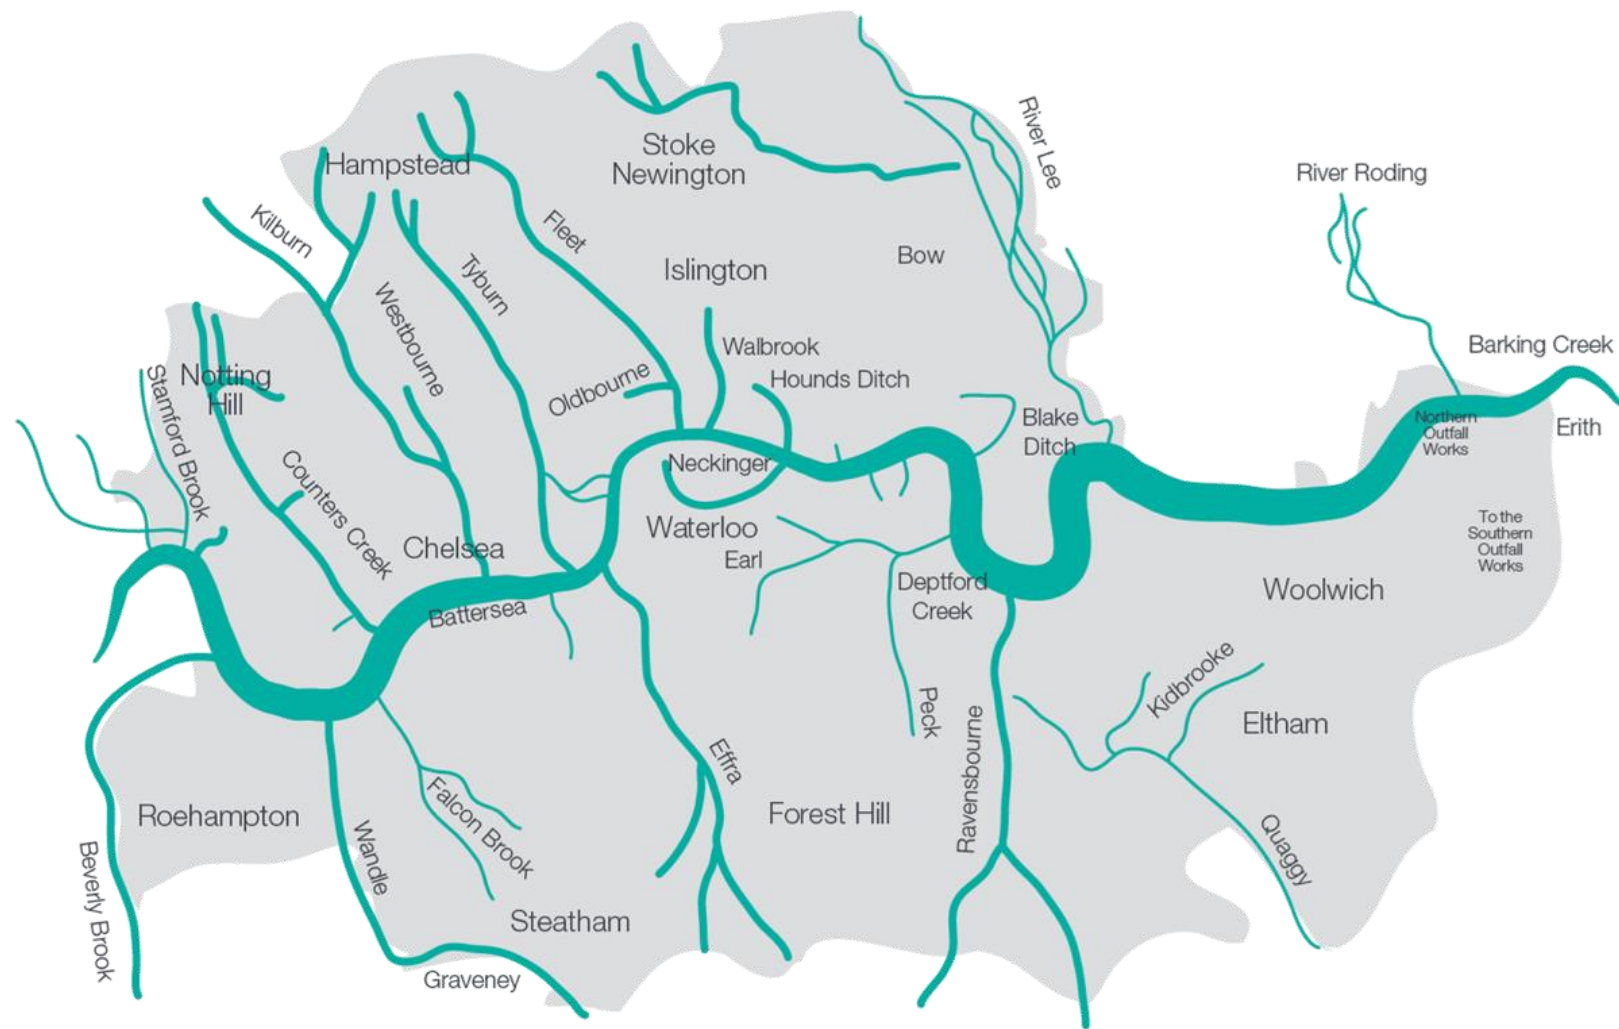 River Lee
Stoke
Newington
Hampstead
River Roding
Kilburn
Fleet
Bow
Islington
Tyburn
Westbourne
Walbrook
Barking Creek
Hounds Ditch
Notting
Hill
Oldbourne
Stamford Brook
Blake
Ditch
Northern
Outfall
Works
Erith
Neckinger
Counters Creek
Waterloo
To the
Southern
Outfall
Works
Chelsea
Earl
Deptford
Creek
Woolwich
Battersea
Kidbrooke
Peck
Eltham
Ravensbourne
Effra
Roehampton
Falcon Brook
Forest Hill
Wandle
Quaggy
Beverly Brook
Steatham
Graveney